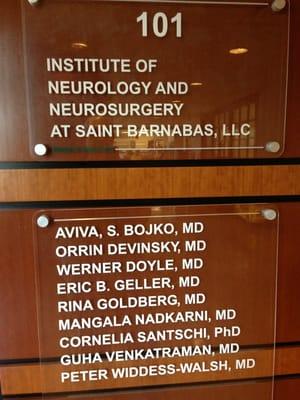 101
INSTITUTE OF
NEUROLOGY AND
NEUROSURGERY
AT SAINT BARNABAS, LLC
AVIVA, S. BOJKO, MD
ORRIN DEVINSKY, MD
WERNER DOYLE, MD
ERIC B. GELLER, MD
RINA GOLDBERG, MD
MANGALA NADKARNI, MD
CORNELIA SANTSCHI, PhD
GUHA VENKATRAMAN, MD
PETER WIDDESS-WALSH, MD